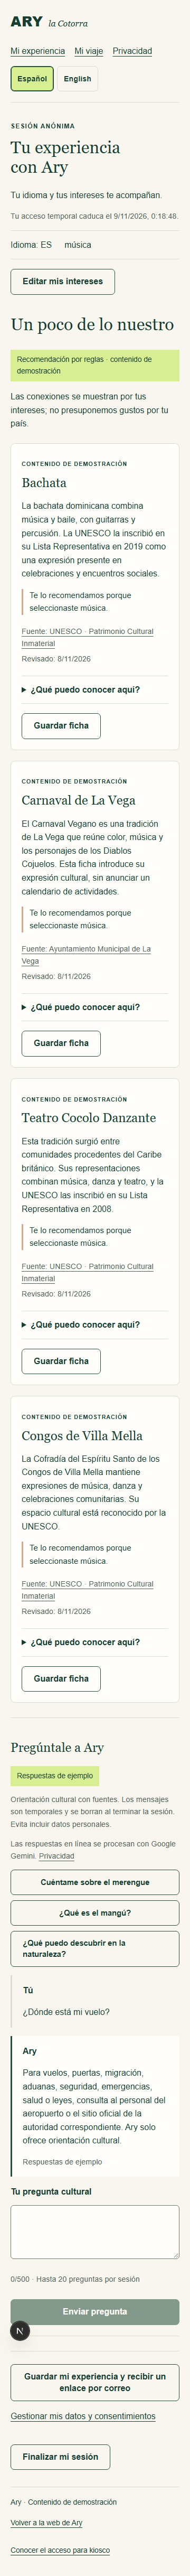 ARY la Cotorra
Mi experiencia Mi viaje Privacidad
Español English
SESIÓN ANÓNIMA
Tu experiencia
con Ary
Tu idioma y tus intereses te acompañan.
Tu acceso temporal caduca el 9/11/2026, 0:18:48.
Idioma: ES música
Editar mis intereses
Un poco de lo nuestro
Recomendación por reglas · contenido de
demostración
Las conexiones se muestran por tus
intereses; no presuponemos gustos por tu
país.
CONTENIDO DE DEMOSTRACIÓN
Bachata
La bachata dominicana combina
música y baile, con guitarras y
percusión. La UNESCO la inscribió en
su Lista Representativa en 2019 como
una expresión presente en
celebraciones y encuentros sociales.
Te lo recomendamos porque
seleccionaste música.
Fuente: UNESCO · Patrimonio Cultural
Inmaterial
Revisado: 8/11/2026
▶ ¿Qué puedo conocer aquí?
Guardar ficha
CONTENIDO DE DEMOSTRACIÓN
Carnaval de La Vega
El Carnaval Vegano es una tradición
de La Vega que reúne color, música y
los personajes de los Diablos
Cojuelos. Esta ficha introduce su
expresión cultural, sin anunciar un
calendario de actividades.
Te lo recomendamos porque
seleccionaste música.
Fuente: Ayuntamiento Municipal de La
Vega
Revisado: 8/11/2026
▶ ¿Qué puedo conocer aquí?
Guardar ficha
CONTENIDO DE DEMOSTRACIÓN
Teatro Cocolo Danzante
Esta tradición surgió entre
comunidades procedentes del Caribe
británico. Sus representaciones
combinan música, danza y teatro, y la
UNESCO las inscribió en su Lista
Representativa en 2008.
Te lo recomendamos porque
seleccionaste música.
Fuente: UNESCO · Patrimonio Cultural
Inmaterial
Revisado: 8/11/2026
▶ ¿Qué puedo conocer aquí?
Guardar ficha
CONTENIDO DE DEMOSTRACIÓN
Congos de Villa Mella
La Cofradía del Espíritu Santo de los
Congos de Villa Mella mantiene
expresiones de música, danza y
celebraciones comunitarias. Su
espacio cultural está reconocido por la
UNESCO.
Te lo recomendamos porque
seleccionaste música.
Fuente: UNESCO · Patrimonio Cultural
Inmaterial
Revisado: 8/11/2026
▶ ¿Qué puedo conocer aquí?
Guardar ficha
Pregúntale a Ary
Respuestas de ejemplo
Orientación cultural con fuentes. Los mensajes
son temporales y se borran al terminar la sesión.
Evita incluir datos personales.
Las respuestas en línea se procesan con Google
Gemini. Privacidad
Cuéntame sobre el merengue
¿Qué es el mangú?
¿Qué puedo descubrir en la
naturaleza?
Tú
¿Dónde está mi vuelo?
Ary
Para vuelos, puertas, migración,
aduanas, seguridad, emergencias,
salud o leyes, consulta al personal del
aeropuerto o el sitio oficial de la
autoridad correspondiente. Ary solo
ofrece orientación cultural.
Respuestas de ejemplo
Tu pregunta cultural
0/500 · Hasta 20 preguntas por sesión
Enviar pregunta
N
Guardar mi experiencia y recibir un
enlace por correo
Gestionar mis datos y consentimientos
Finalizar mi sesión
Ary · Contenido de demostración
Volver a la web de Ary
Conocer el acceso para kiosco